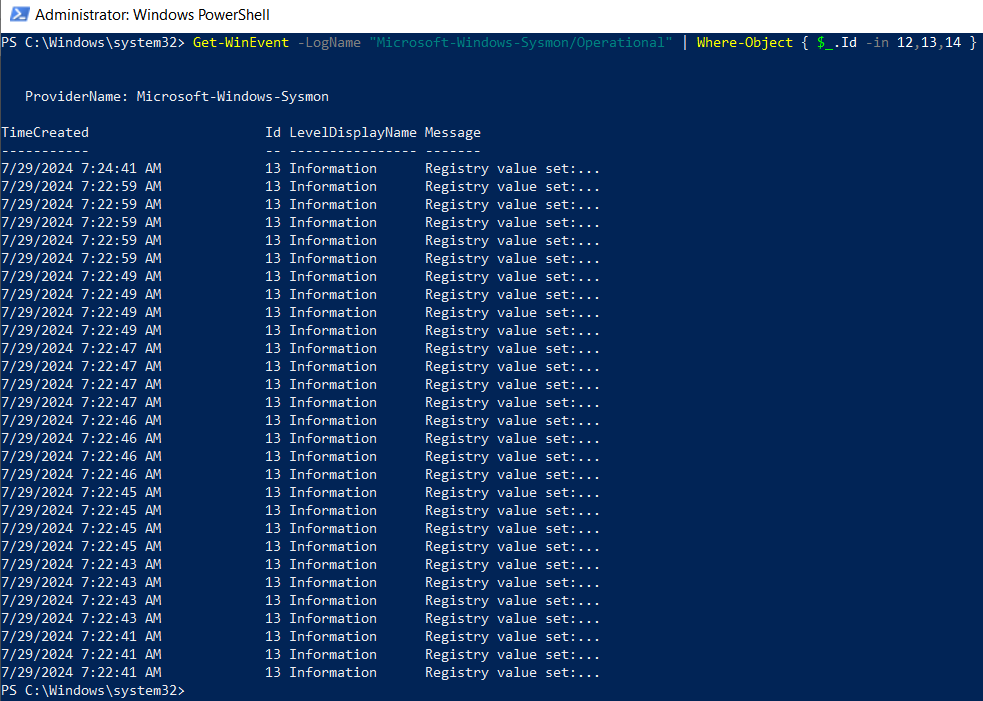 Administrator: Windows PowerShell
PS C:\Windows\system32> Get-WinEvent -LogName "Microsoft-Windows-Sysmon/Operational" | Where-Object { $_.Id -in 12,13,14 }
ProviderName: Microsoft-Windows-Sysmon
TimeCreated Id LevelDisplayName Message
----------- -- ---------------- -------
7/29/2024 7:24:41 AM 13 Information Registry value set:...
7/29/2024 7:22:59 AM 13 Information Registry value set:...
7/29/2024 7:22:59 AM 13 Information Registry value set:...
7/29/2024 7:22:59 AM 13 Information Registry value set:...
7/29/2024 7:22:59 AM 13 Information Registry value set:...
7/29/2024 7:22:59 AM 13 Information Registry value set:...
7/29/2024 7:22:49 AM 13 Information Registry value set:...
7/29/2024 7:22:49 AM 13 Information Registry value set:...
7/29/2024 7:22:49 AM 13 Information Registry value set:...
7/29/2024 7:22:49 AM 13 Information Registry value set:...
7/29/2024 7:22:47 AM 13 Information Registry value set:...
7/29/2024 7:22:47 AM 13 Information Registry value set:...
7/29/2024 7:22:47 AM 13 Information Registry value set:...
7/29/2024 7:22:47 AM 13 Information Registry value set:...
7/29/2024 7:22:46 AM 13 Information Registry value set:...
7/29/2024 7:22:46 AM 13 Information Registry value set:...
7/29/2024 7:22:46 AM 13 Information Registry value set:...
7/29/2024 7:22:46 AM 13 Information Registry value set:...
7/29/2024 7:22:45 AM 13 Information Registry value set:...
7/29/2024 7:22:45 AM 13 Information Registry value set:...
7/29/2024 7:22:45 AM 13 Information Registry value set:...
7/29/2024 7:22:45 AM 13 Information Registry value set:...
7/29/2024 7:22:43 AM 13 Information Registry value set:...
7/29/2024 7:22:43 AM 13 Information Registry value set:...
7/29/2024 7:22:43 AM 13 Information Registry value set:...
7/29/2024 7:22:43 AM 13 Information Registry value set:...
7/29/2024 7:22:41 AM 13 Information Registry value set:...
7/29/2024 7:22:41 AM 13 Information Registry value set:...
7/29/2024 7:22:41 AM 13 Information Registry value set:...
PS C:\Windows\system32>